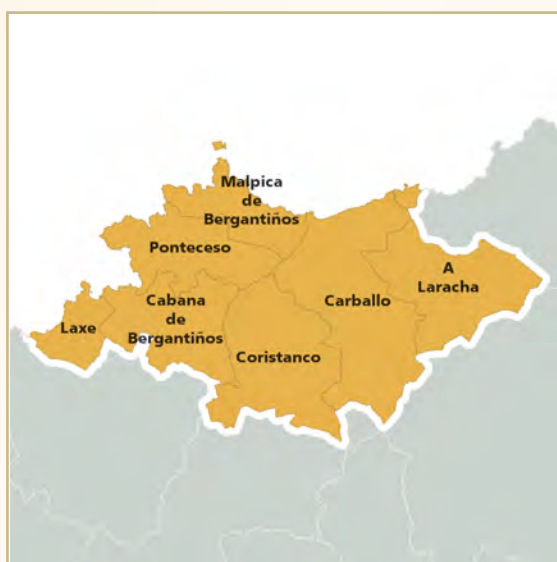 Malpica
de
Bergantiños
Ponteceso
A
Laracha
Cabana
de
Bergantiños
Carballo
Laxe
Coristanco